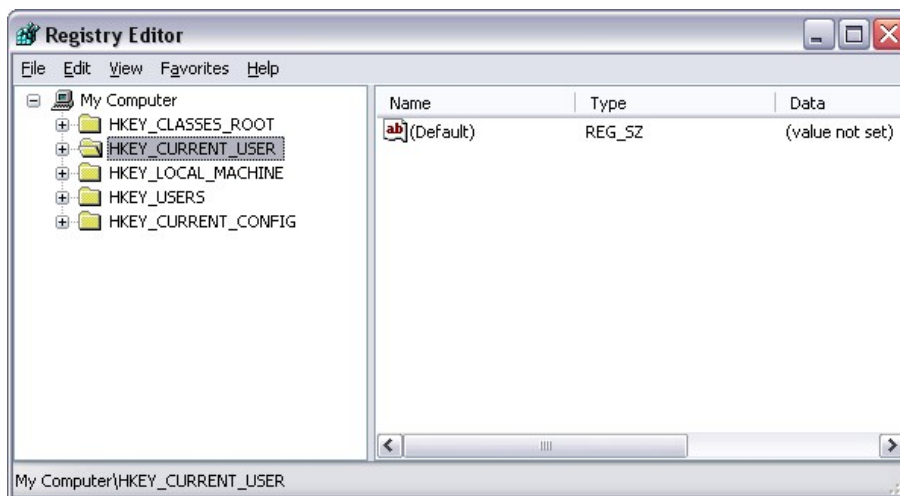 Registry Editor
File Edit View Favorites Help
My Computer
HKEY_CLASSES_ROOT
HKEY_CURRENT_USER
HKEY_LOCAL_MACHINE
HKEY_USERS
HKEY_CURRENT_CONFIG
Name Type Data
ab (Default) REG_SZ (value not set)
My Computer\HKEY_CURRENT_USER